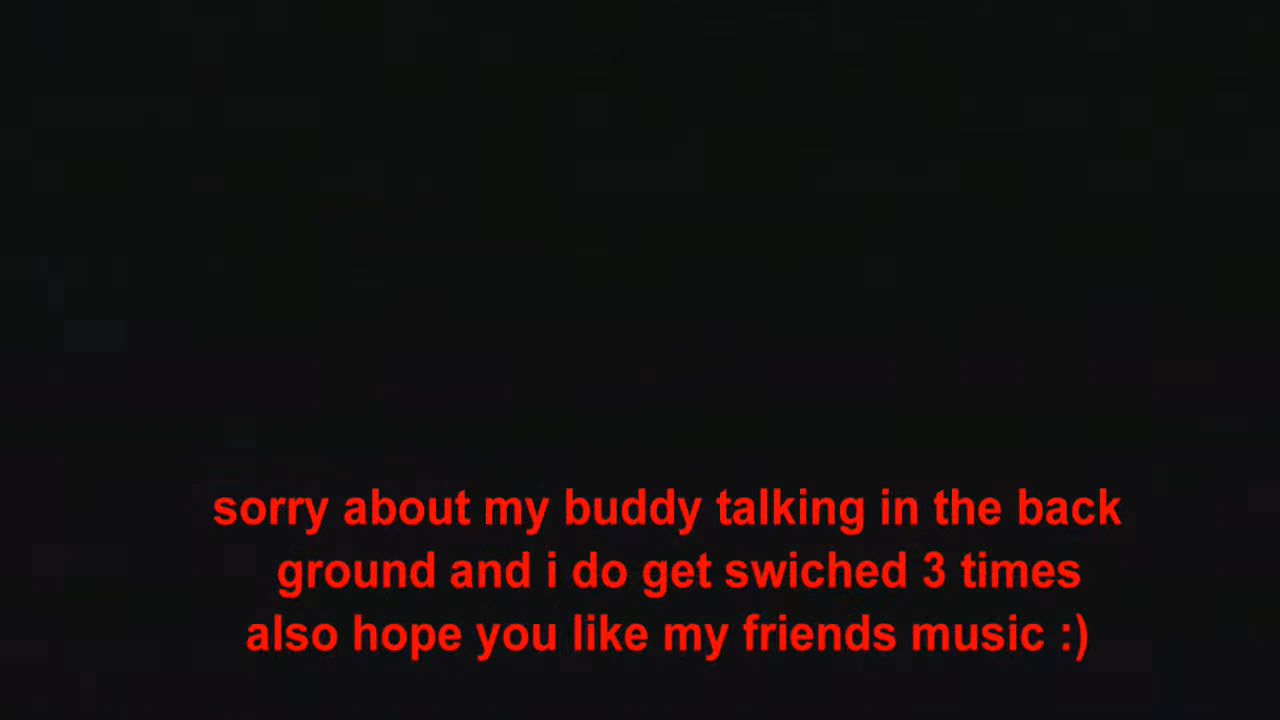 sorry about my buddy talking in the back
ground and i do get swiched 3 times
also hope you like my friends music :)